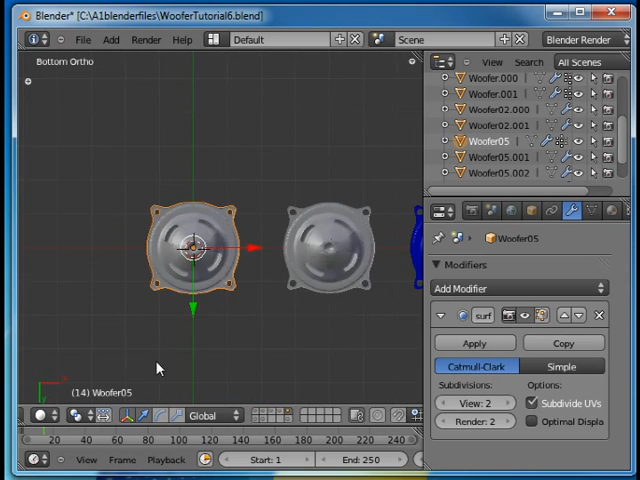 Blender* [C:\A1blenderfiles\WooferTutorial6.blend]
File Add Render Help Default Scene Blender Render
Bottom Ortho
View Search All Scenes
Woofer.000
Woofer.001
Woofer02.000
Woofer02.001
Woofer05
Woofer05.001
Woofer05.002
Woofer05
Modifiers
Add Modifier
surf
Apply Copy
Catmull-Clark Simple
Subdivisions: Options:
View: 2 Subdivide UVs
Render: 2 Optimal Displa
x
y
(14) Woofer05
Global
20 40 60 80 100 120 140 160 180 200 220 240
View Frame Playback Start: 1 End: 250